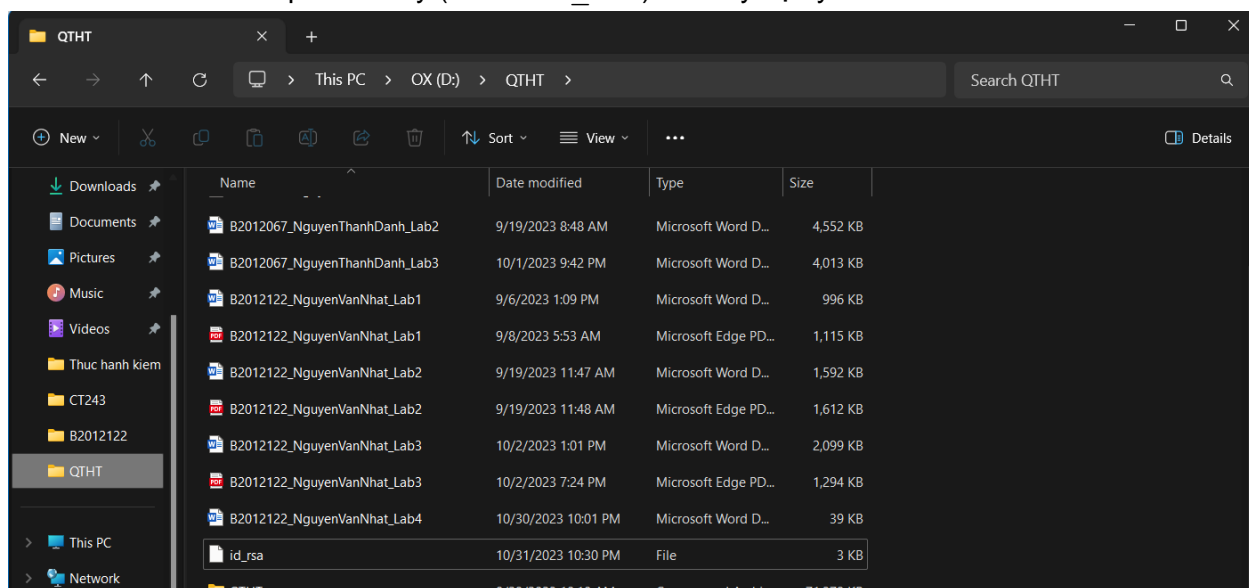 QTHT
This PC > OX (D:) > QTHT >
Search QTHT
New
Sort
View
Details
Downloads
Documents
Pictures
Music
Videos
Thuc hanh kiem
CT243
B2012122
QTHT
This PC
Network
Name Date modified Type Size
B2012067_NguyenThanhDanh_Lab2 9/19/2023 8:48 AM Microsoft Word D... 4,552 KB
B2012067_NguyenThanhDanh_Lab3 10/1/2023 9:42 PM Microsoft Word D... 4,013 KB
B2012122_NguyenVanNhat_Lab1 9/6/2023 1:09 PM Microsoft Word D... 996 KB
B2012122_NguyenVanNhat_Lab1 9/8/2023 5:53 AM Microsoft Edge PD... 1,115 KB
B2012122_NguyenVanNhat_Lab2 9/19/2023 11:47 AM Microsoft Word D... 1,592 KB
B2012122_NguyenVanNhat_Lab2 9/19/2023 11:48 AM Microsoft Edge PD... 1,612 KB
B2012122_NguyenVanNhat_Lab3 10/2/2023 1:01 PM Microsoft Word D... 2,099 KB
B2012122_NguyenVanNhat_Lab3 10/2/2023 7:24 PM Microsoft Edge PD... 1,294 KB
B2012122_NguyenVanNhat_Lab4 10/30/2023 10:01 PM Microsoft Word D... 39 KB
id_rsa 10/31/2023 10:30 PM File 3 KB